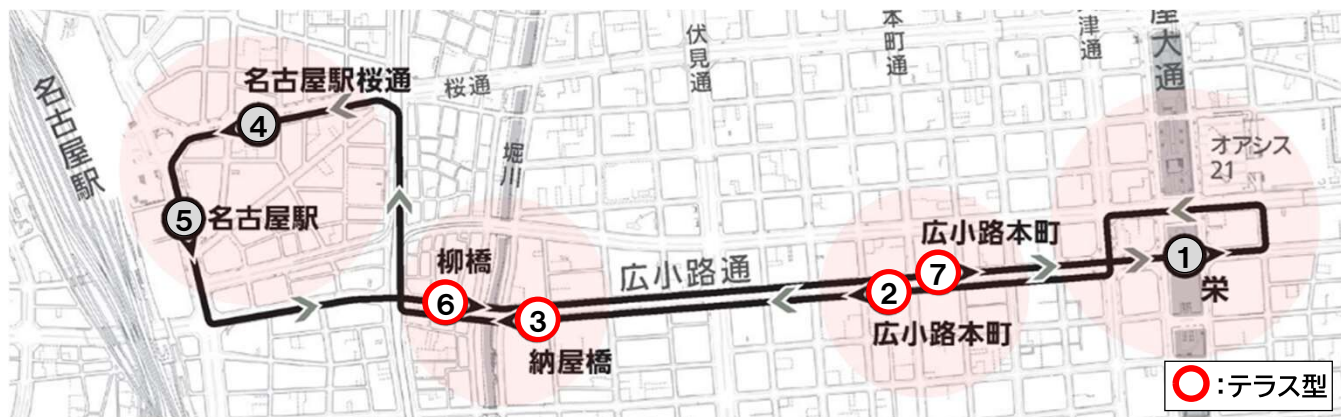 名古屋駅
名古屋駅桜通
4
5
名古屋駅
桜通
堀川
伏見通
本町通
津通
屋大通
オアシス
21
柳橋
6
3
納屋橋
広小路通
広小路本町
7
2
広小路本町
1
栄
:テラス型